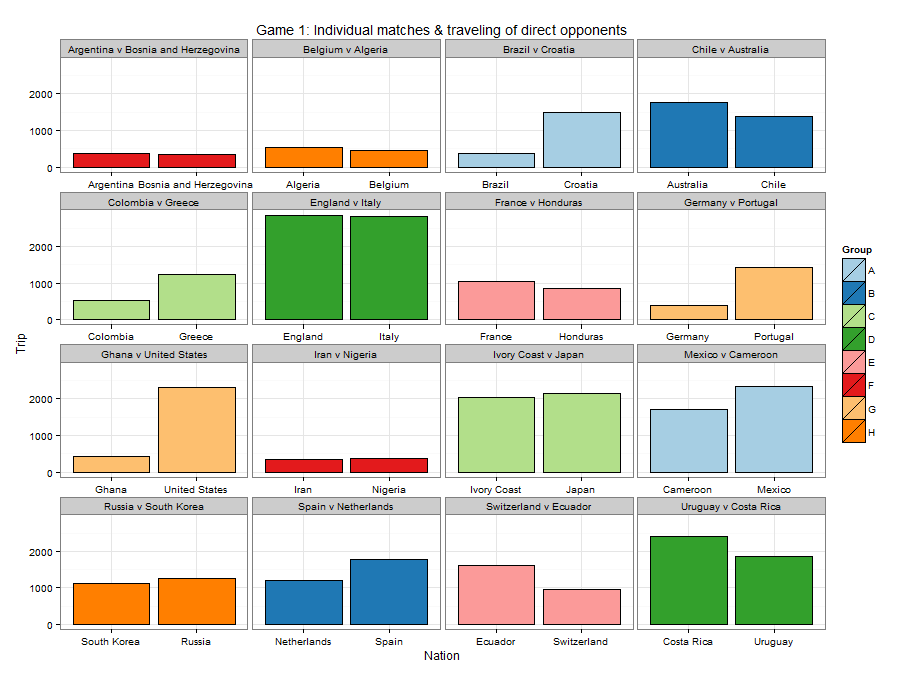 Game 1: Individual matches & traveling of direct opponents
Argentina v Bosnia and Herzegovina
Belgium v Algeria
Brazil v Croatia
Chile v Australia
2000
1000
0
Argentina Bosnia and Herzegovina
Algeria Belgium
Brazil Croatia
Australia Chile
Colombia v Greece
England v Italy
France v Honduras
Germany v Portugal
2000
1000
0
Colombia Greece
England Italy
France Honduras
Germany Portugal
Trip
Ghana v United States
Iran v Nigeria
Ivory Coast v Japan
Mexico v Cameroon
2000
1000
0
Ghana United States
Iran Nigeria
Ivory Coast Japan
Cameroon Mexico
Russia v South Korea
Spain v Netherlands
Switzerland v Ecuador
Uruguay v Costa Rica
2000
1000
0
South Korea Russia
Netherlands Spain
Ecuador Switzerland
Costa Rica Uruguay
Nation
Group
A
B
C
D
E
F
G
H